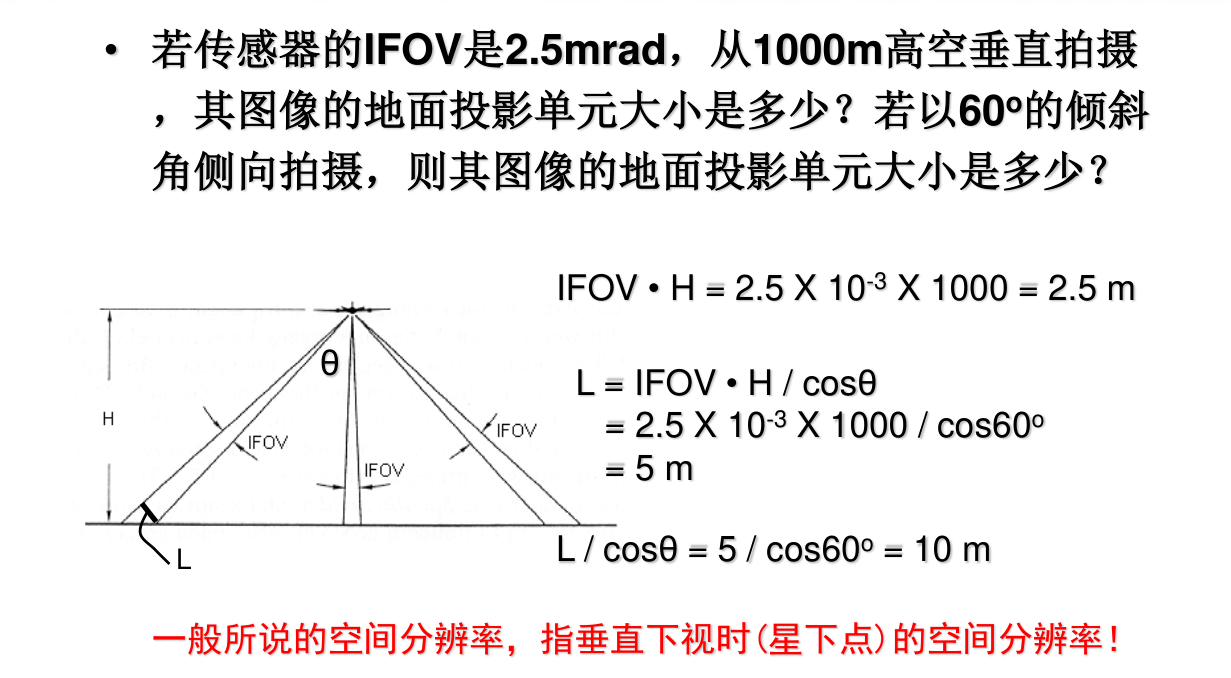 • 若传感器的IFOV是2.5mrad，从1000m高空垂直拍摄
，其图像的地面投影单元大小是多少？若以60º的倾斜
角侧向拍摄，则其图像的地面投影单元大小是多少？
IFOV • H = 2.5 X 10⁻³ X 1000 = 2.5 m
θ
L = IFOV • H / cosθ
H
= 2.5 X 10⁻³ X 1000 / cos60º
IFOV
IFOV
IFOV
= 5 m
L / cosθ = 5 / cos60º = 10 m
L
一般所说的空间分辨率，指垂直下视时(星下点)的空间分辨率！